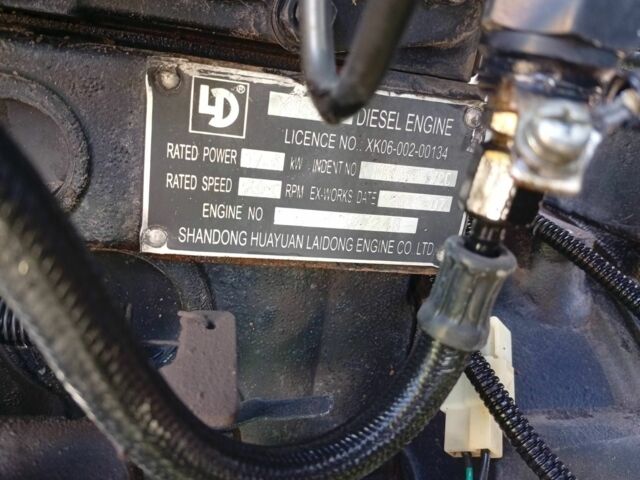 LD ®
DIESEL ENGINE
LICENCE NO.: XK06-002-00134
RATED POWER KW INDENT NO
RATED SPEED RPM EX-WORKS DATE
ENGINE NO
SHANDONG HUAYUAN LAIDONG ENGINE CO LTD